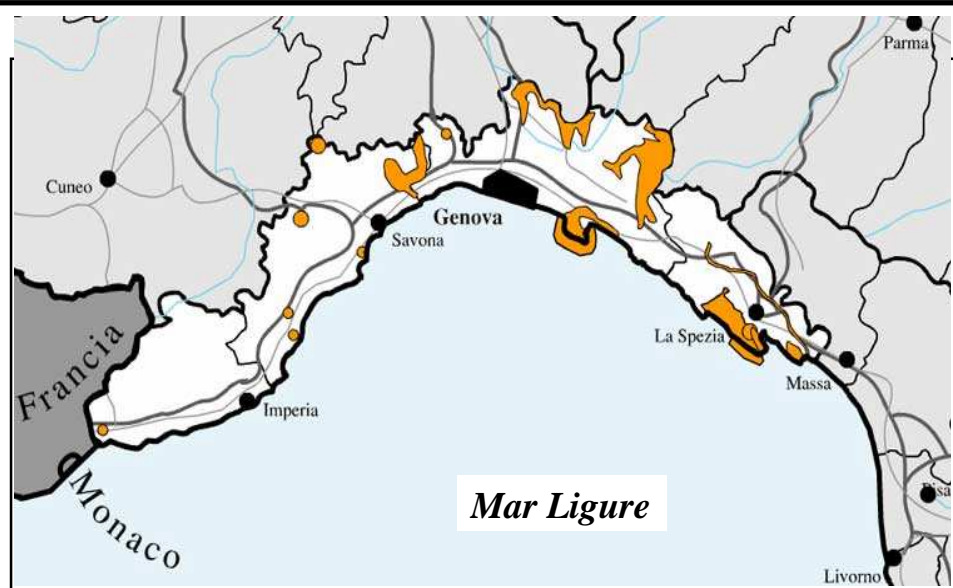 Parma
Cuneo
Genova
Savona
La Spezia
Massa
Francia
Imperia
Monaco
Mar Ligure
Livorno